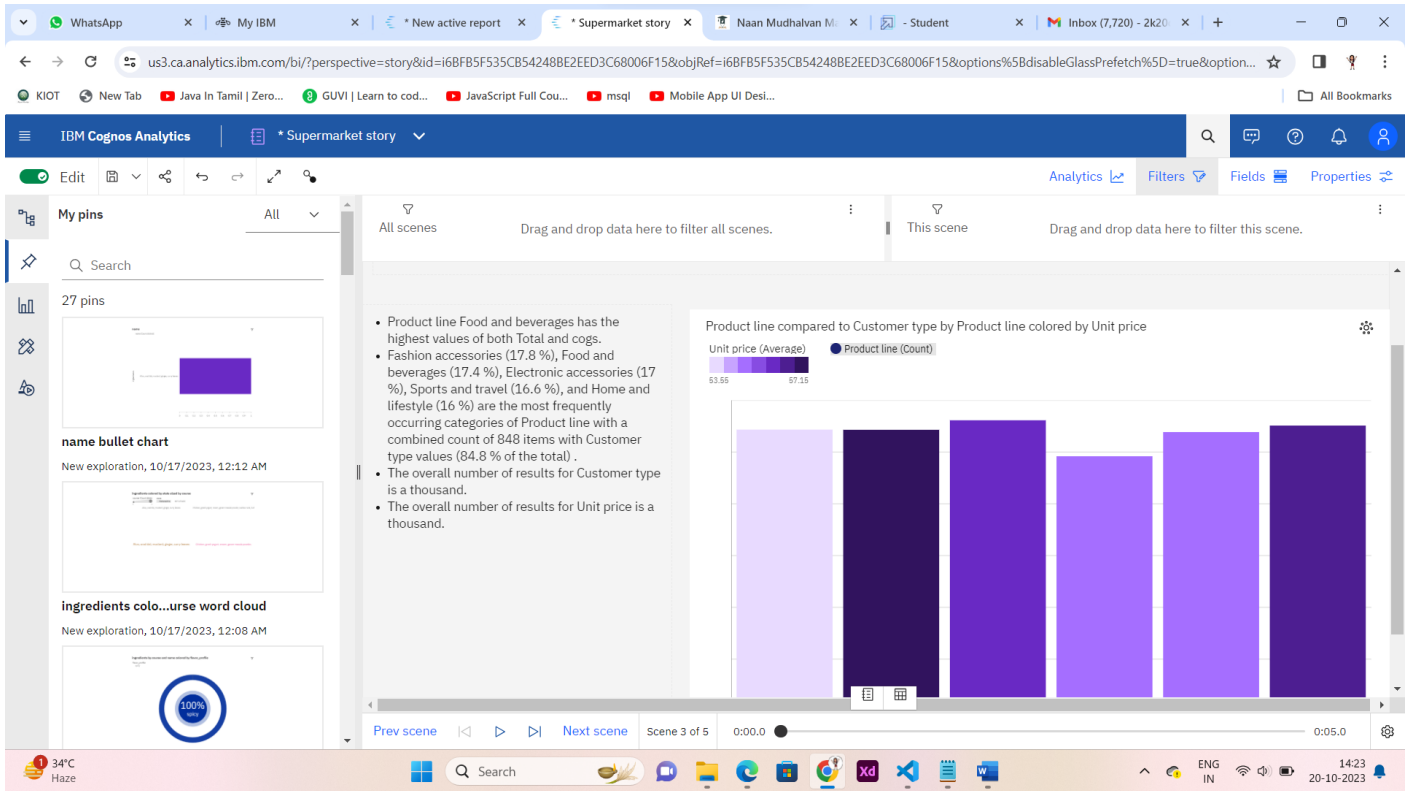 WhatsApp
My IBM
* New active report
* Supermarket story
Naan Mudhalvan Ma
- Student
Inbox (7,720) - 2k20
us3.ca.analytics.ibm.com/bi/?perspective=story&id=i6BFB5F535CB54248BE2EED3C68006F15&objRef=i6BFB5F535CB54248BE2EED3C68006F15&options%5BdisableGlassPrefetch%5D=true&option...
KIOT
New Tab
Java In Tamil | Zero...
GUVI | Learn to cod...
JavaScript Full Cou...
msql
Mobile App UI Desi...
All Bookmarks
IBM Cognos Analytics
* Supermarket story
Edit
Analytics
Filters
Fields
Properties
My pins
All
Search
27 pins
name bullet chart
New exploration, 10/17/2023, 12:12 AM
ingredients colo...urse word cloud
New exploration, 10/17/2023, 12:08 AM
100%
spicy
All scenes
Drag and drop data here to filter all scenes.
This scene
Drag and drop data here to filter this scene.
• Product line Food and beverages has the
highest values of both Total and cogs.
• Fashion accessories (17.8 %), Food and
beverages (17.4 %), Electronic accessories (17
%), Sports and travel (16.6 %), and Home and
lifestyle (16 %) are the most frequently
occurring categories of Product line with a
combined count of 848 items with Customer
type values (84.8 % of the total) .
• The overall number of results for Customer type
is a thousand.
• The overall number of results for Unit price is a
thousand.
Product line compared to Customer type by Product line colored by Unit price
Unit price (Average)
Product line (Count)
53.55
57.15
Prev scene
Next scene
Scene 3 of 5
0:00.0
0:05.0
1
34°C
Haze
Search
Xd
ENG
IN
14:23
20-10-2023